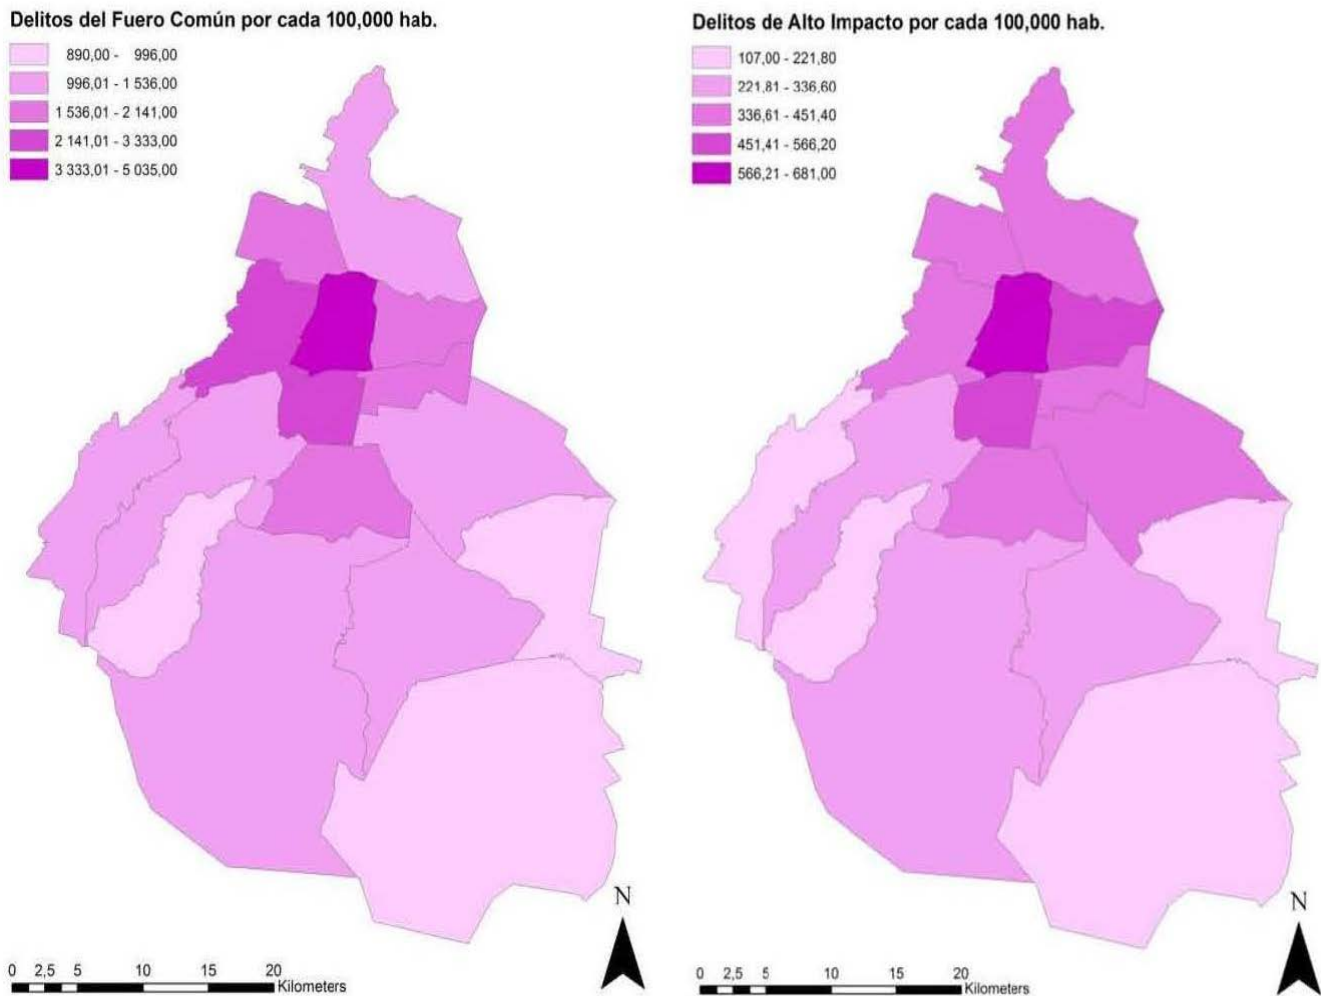 Delitos del Fuero Común por cada 100,000 hab.
890,00 - 996,00
996,01 - 1 536,00
1 536,01 - 2 141,00
2 141,01 - 3 333,00
3 333,01 - 5 035,00
N
0 2,5 5 10 15 20
Kilometers
Delitos de Alto Impacto por cada 100,000 hab.
107,00 - 221,80
221,81 - 336,60
336,61 - 451,40
451,41 - 566,20
566,21 - 681,00
N
0 2,5 5 10 15 20
Kilometers